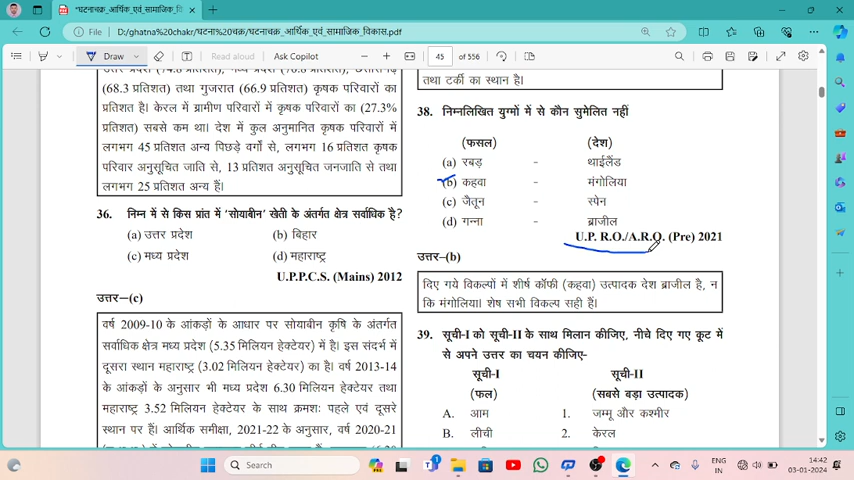 घटनाचक्र_आर्थिक_एवं_सामाजिक_वि
File
D:/ghatna%20chakr/घटना%20चक्र/घटनाचक्र_आर्थिक_एवं_सामाजिक_विकास.pdf
Draw
Read aloud
Ask Copilot
45
of 556
(68.3 प्रतिशत) तथा गुजरात (66.9 प्रतिशत) कृषक परिवारों का
प्रतिशत है। केरल में ग्रामीण परिवारों में कृषक परिवारों का (27.3%
प्रतिशत) सबसे कम था। देश में कुल अनुमानित कृषक परिवारों में
लगभग 45 प्रतिशत अन्य पिछड़े वर्गों से, लगभग 16 प्रतिशत कृषक
परिवार अनुसूचित जाति से, 13 प्रतिशत अनुसूचित जनजाति से तथा
लगभग 25 प्रतिशत अन्य हैं।
36. निम्न में से किस प्रांत में 'सोयाबीन' खेती के अंतर्गत क्षेत्र सर्वाधिक है?
(a) उत्तर प्रदेश
(b) बिहार
(c) मध्य प्रदेश
(d) महाराष्ट्र
U.P.P.C.S. (Mains) 2012
उत्तर–(c)
वर्ष 2009-10 के आंकड़ों के आधार पर सोयाबीन कृषि के अंतर्गत
सर्वाधिक क्षेत्र मध्य प्रदेश (5.35 मिलियन हेक्टेयर) में है। इस संदर्भ में
दूसरा स्थान महाराष्ट्र (3.02 मिलियन हेक्टेयर) का है। वर्ष 2013-14
के आंकड़ों के अनुसार भी मध्य प्रदेश 6.30 मिलियन हेक्टेयर तथा
महाराष्ट्र 3.52 मिलियन हेक्टेयर के साथ क्रमशः पहले एवं दूसरे
स्थान पर हैं। आर्थिक समीक्षा, 2021-22 के अनुसार, वर्ष 2020-21
तथा टर्की का स्थान है।
38. निम्नलिखित युग्मों में से कौन सुमेलित नहीं
(फसल) (देश)
(a) रबड़ - थाईलैंड
(b) कहवा - मंगोलिया
(c) जैतून - स्पेन
(d) गन्ना - ब्राजील
U.P. R.O./A.R.O. (Pre) 2021
उत्तर–(b)
दिए गये विकल्पों में शीर्ष कॉफी (कहवा) उत्पादक देश ब्राजील है, न
कि मंगोलिया। शेष सभी विकल्प सही हैं।
39. सूची-I को सूची-II के साथ मिलान कीजिए, नीचे दिए गए कूट में
से अपने उत्तर का चयन कीजिए–
सूची-I सूची-II
(फल) (सबसे बड़ा उत्पादक)
A. आम 1. जम्मू और कश्मीर
B. लीची 2. केरल
Search
ENG
IN
14:42
03-01-2024